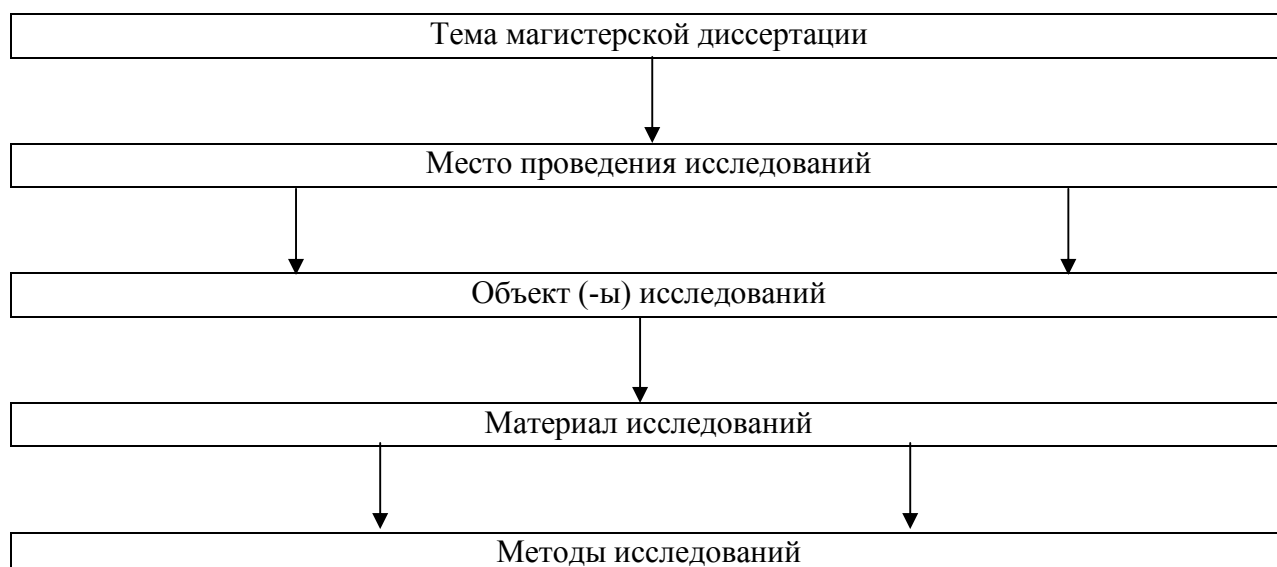 Тема магистерской диссертации
Место проведения исследований
Объект (-ы) исследований
Материал исследований
Методы исследований